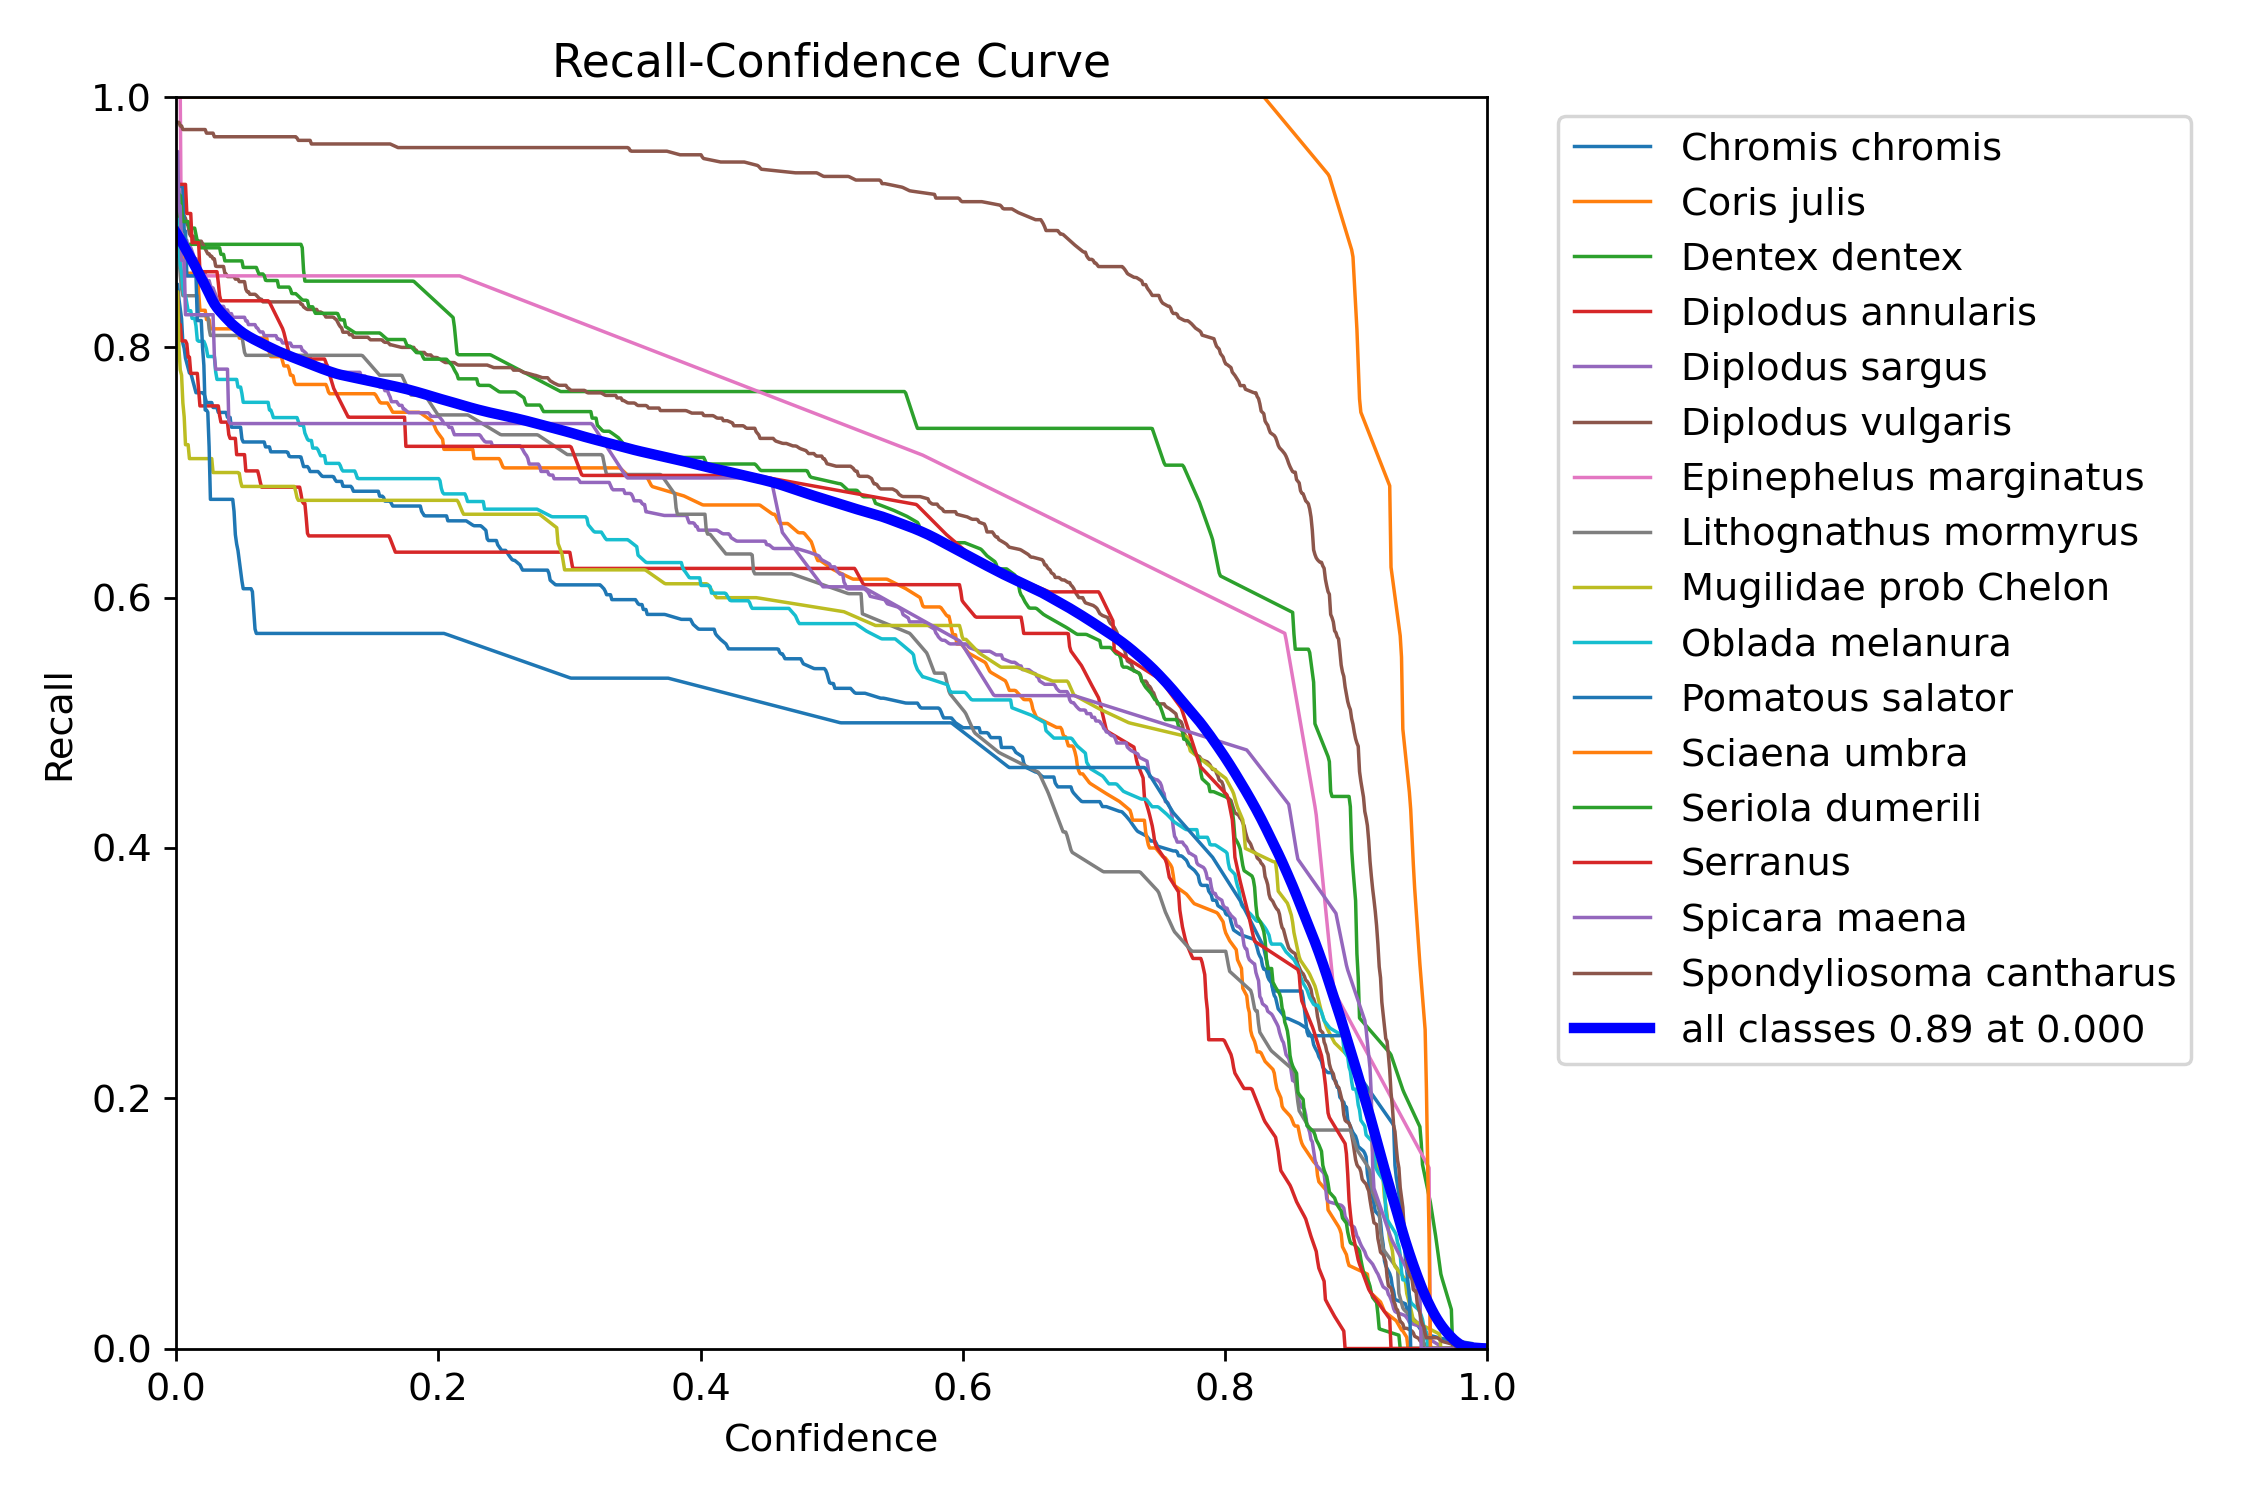 Recall-Confidence Curve
1.0
0.8
0.6
0.4
0.2
0.0
Recall
0.0 0.2 0.4 0.6 0.8 1.0
Confidence
Chromis chromis
Coris julis
Dentex dentex
Diplodus annularis
Diplodus sargus
Diplodus vulgaris
Epinephelus marginatus
Lithognathus mormyrus
Mugilidae prob Chelon
Oblada melanura
Pomatous salator
Sciaena umbra
Seriola dumerili
Serranus
Spicara maena
Spondyliosoma cantharus
all classes 0.89 at 0.000